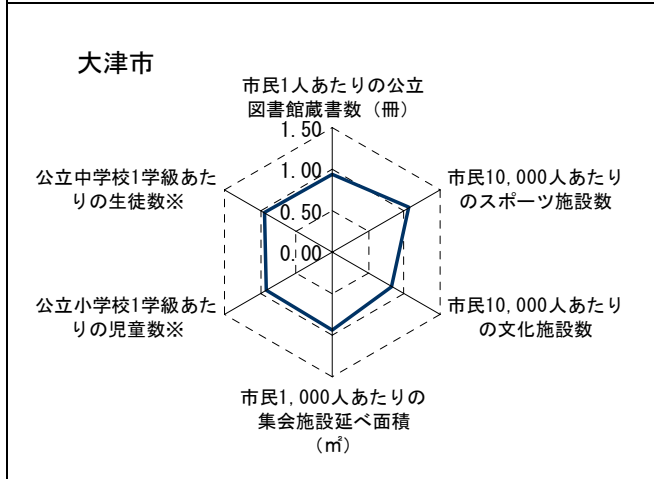 大津市
市民1人あたりの公立
図書館蔵書数（冊）
1.50
1.00
0.50
0.00
市民10,000人あたり
のスポーツ施設数
市民10,000人あたり
の文化施設数
市民1,000人あたりの
集会施設延べ面積
（㎡）
公立小学校1学級あた
りの児童数※
公立中学校1学級あた
りの生徒数※